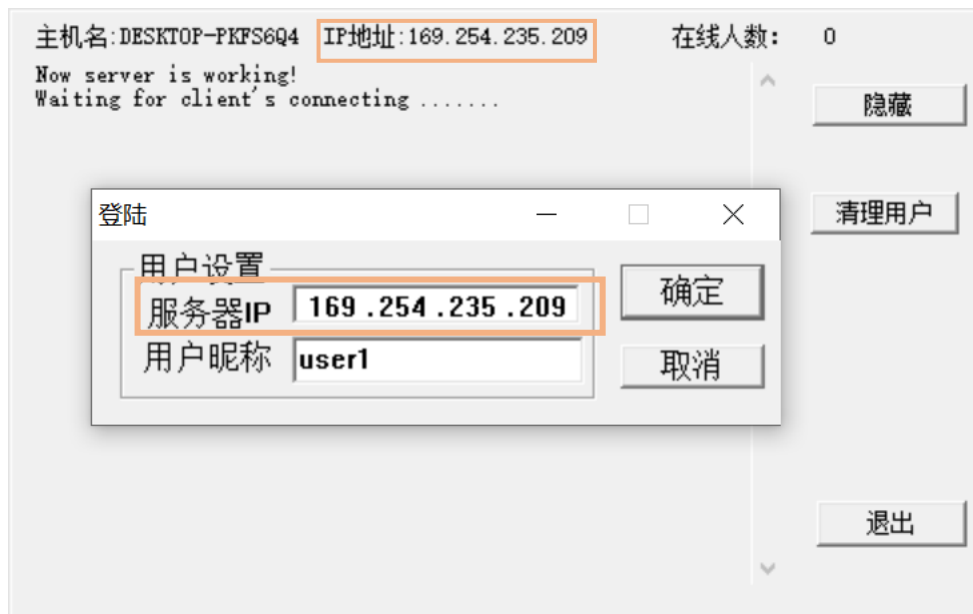 主机名:DESKTOP-PKFS6Q4 IP地址:169.254.235.209 在线人数: 0
Now server is working!
Waiting for client's connecting .......
隐藏
清理用户
登陆
用户设置
服务器IP 169 .254 .235 .209
确定
用户昵称 user1
取消
退出